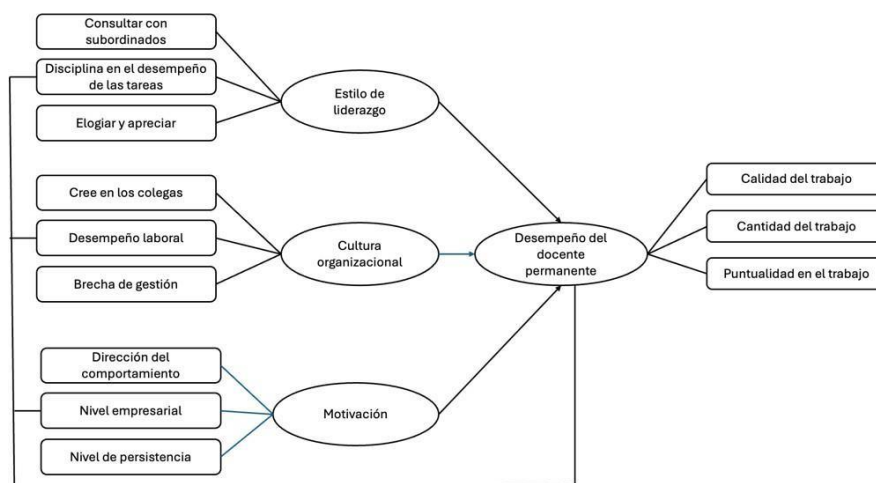 Consultar con
subordinados
Disciplina en el desempeño
de las tareas
Elogiar y apreciar
Estilo de
liderazgo
Cree en los colegas
Desempeño laboral
Brecha de gestión
Cultura
organizacional
Dirección del
comportamiento
Nivel empresarial
Nivel de persistencia
Motivación
Desempeño del
docente
permanente
Calidad del trabajo
Cantidad del trabajo
Puntualidad en el trabajo